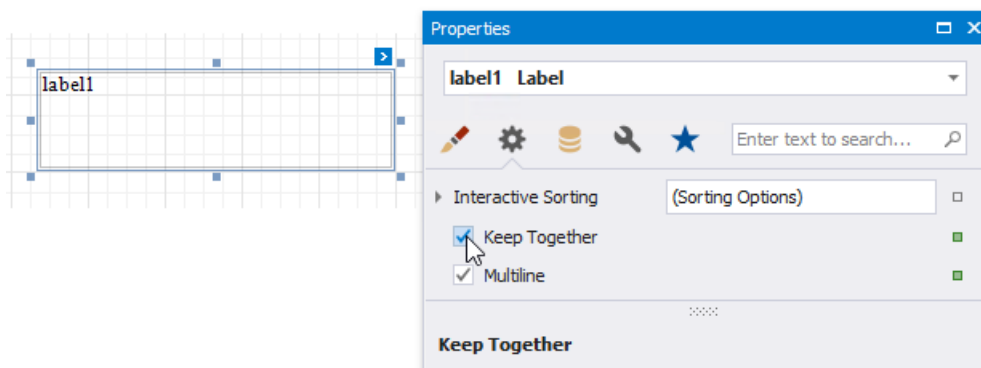 Properties
label1
label1 Label
Enter text to search...
Interactive Sorting (Sorting Options)
Keep Together
Multiline
Keep Together